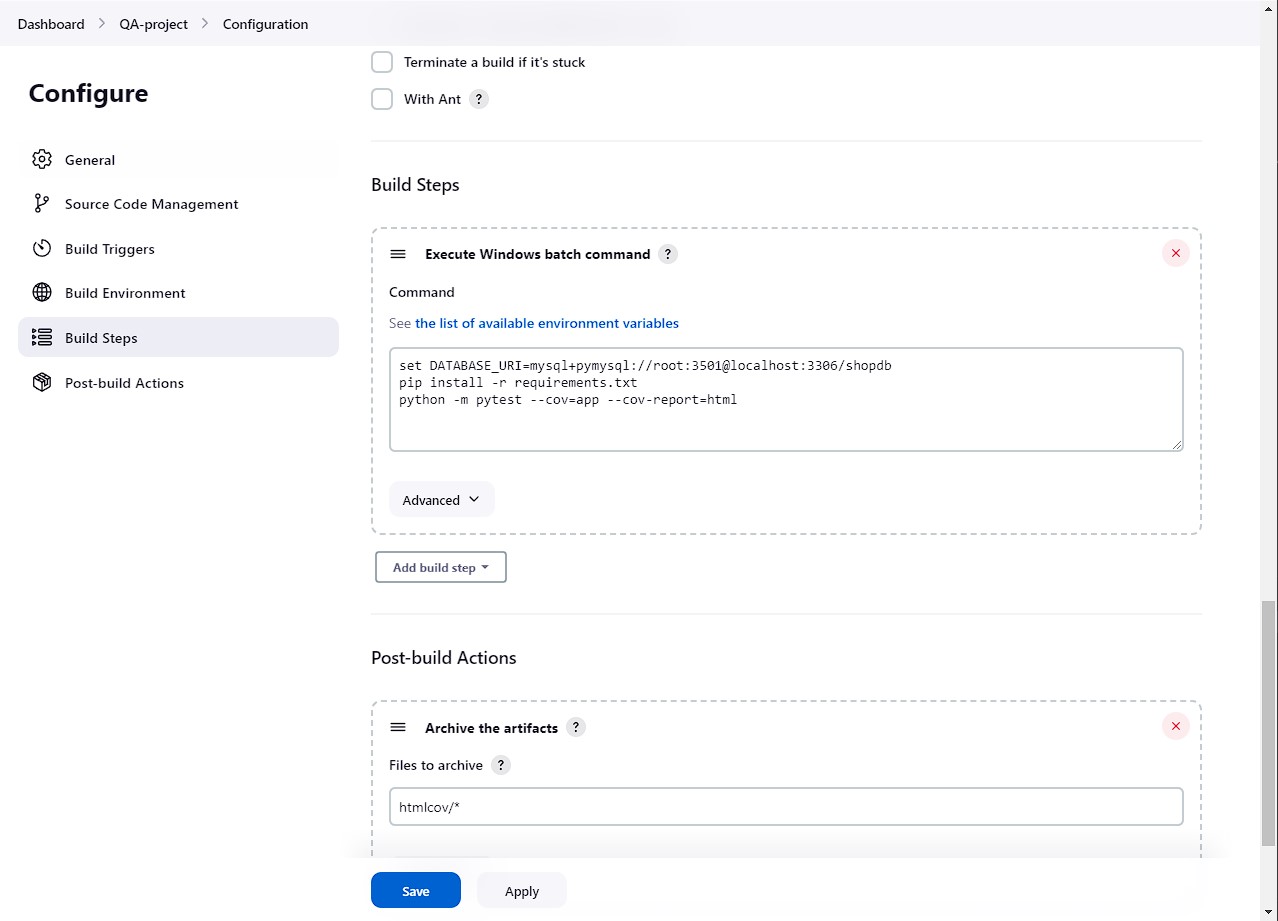 Dashboard > QA-project > Configuration
Configure
General
Source Code Management
Build Triggers
Build Environment
Build Steps
Post-build Actions
Terminate a build if it's stuck
With Ant ?
Build Steps
Execute Windows batch command ?
Command
See the list of available environment variables
set DATABASE_URI=mysql+pymysql://root:3501@localhost:3306/shopdb
pip install -r requirements.txt
python -m pytest --cov=app --cov-report=html
Advanced
Add build step
Post-build Actions
Archive the artifacts ?
Files to archive ?
htmlcov/*
Save Apply